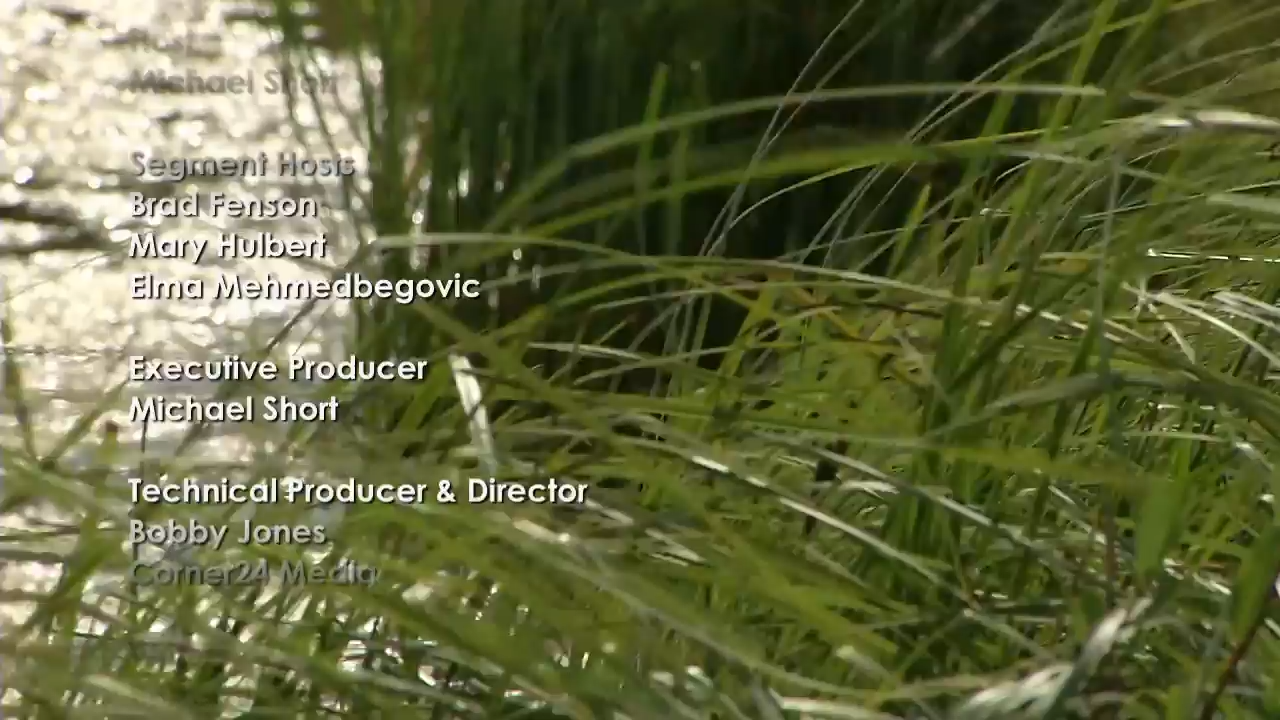 Michael Short
Segment Hosts
Brad Fenson
Mary Hulbert
Elma Mehmedbegovic
Executive Producer
Michael Short
Technical Producer & Director
Bobby Jones
Corner24 Media